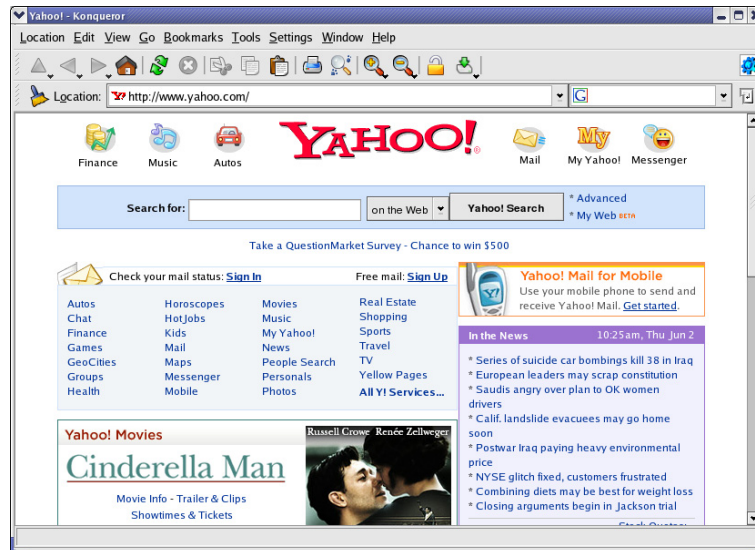 Yahoo! - Konqueror
Location Edit View Go Bookmarks Tools Settings Window Help
Location: http://www.yahoo.com/
Finance Music Autos YAHOO! Mail My Yahoo! Messenger
Search for: on the Web Yahoo! Search
* Advanced
* My Web BETA
Take a QuestionMarket Survey - Chance to win $500
Check your mail status: Sign In Free mail: Sign Up
Autos Horoscopes Movies Real Estate
Chat HotJobs Music Shopping
Finance Kids My Yahoo! Sports
Games Mail News Travel
GeoCities Maps People Search TV
Groups Messenger Personals Yellow Pages
Health Mobile Photos All Y! Services...
Yahoo! Mail for Mobile
Use your mobile phone to send and
receive Yahoo! Mail. Get started.
In the News 10:25am, Thu Jun 2
* Series of suicide car bombings kill 38 in Iraq
* European leaders may scrap constitution
* Saudis angry over plan to OK women
drivers
* Calif. landslide evacuees may go home
soon
* Postwar Iraq paying heavy environmental
price
* NYSE glitch fixed, customers frustrated
* Combining diets may be best for weight loss
* Closing arguments begin in Jackson trial
Yahoo! Movies
Russell Crowe Renée Zellweger
Cinderella Man
Movie Info - Trailer & Clips
Showtimes & Tickets